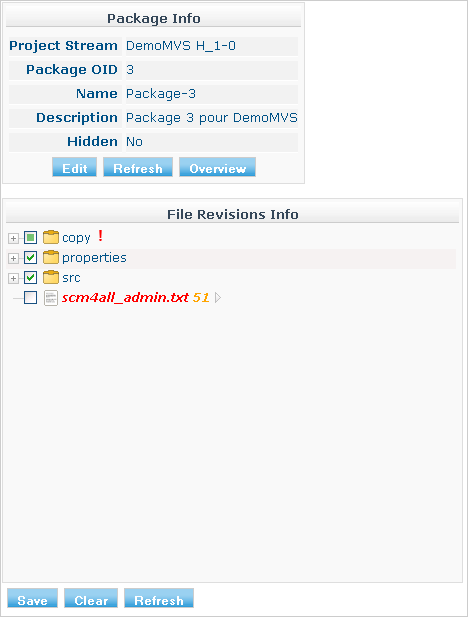 Package Info
Project Stream DemoMVS H_1-0
Package OID 3
Name Package-3
Description Package 3 pour DemoMVS
Hidden No
Edit Refresh Overview
File Revisions Info
copy !
properties
src
scm4all_admin.txt 51
Save Clear Refresh